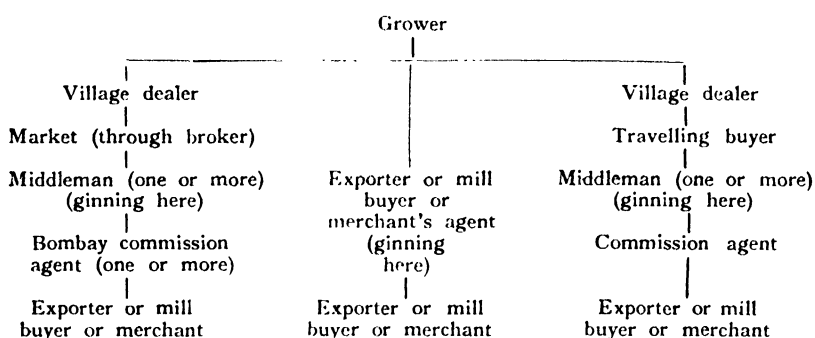 Grower
Village dealer
Market (through broker)
Middleman (one or more)
(ginning here)
Bombay commission
agent (one or more)
Exporter or mill
buyer or merchant
Exporter or mill
buyer or
merchant's agent
(ginning
here)
Exporter or mill
buyer or merchant
Village dealer
Travelling buyer
Middleman (one or more)
(ginning here)
Commission agent
Exporter or mill
buyer or merchant